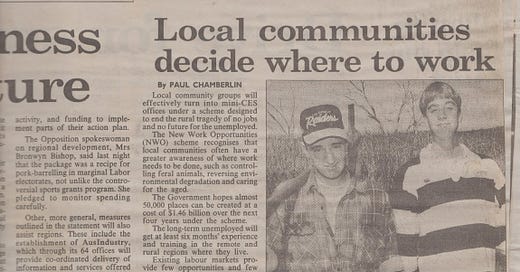 ness
ture
activity, and funding to imple-
ment parts of their action plan.
The Opposition spokeswoman
on regional development, Mrs
Bronwyn Bishop, said last night
that the package was a recipe for
pork-barrelling in marginal Labor
electorates, not unlike the contro-
versial sports grants program. She
pledged to monitor spending
carefully.
Other, more general, measures
outlined in the statement will also
assist regions. These include the
establishment of AusIndustry,
which through its 64 offices will
provide co-ordinated delivery of
information and services offered
Local communities
decide where to work
By PAUL CHAMBERLIN
Local community groups will
effectively turn into mini-CES
offices under a scheme designed
to end the rural tragedy of no jobs
and no future for the unemployed.
The New Work Opportunities
(NWO) scheme recognises that
local communities often have a
greater awareness of where work
needs to be done, such as control-
ling feral animals, reversing envi-
ronmental degradation and caring
for the aged.
The Government hopes almost
50,000 places can be created at a
cost of $1.46 billion over the next
four years under the scheme.
The long-term unemployed will
get at least six months' experience
and training in the remote and
rural regions where they live.
Existing labour markets pro-
vide few opportunities and few
Raiders